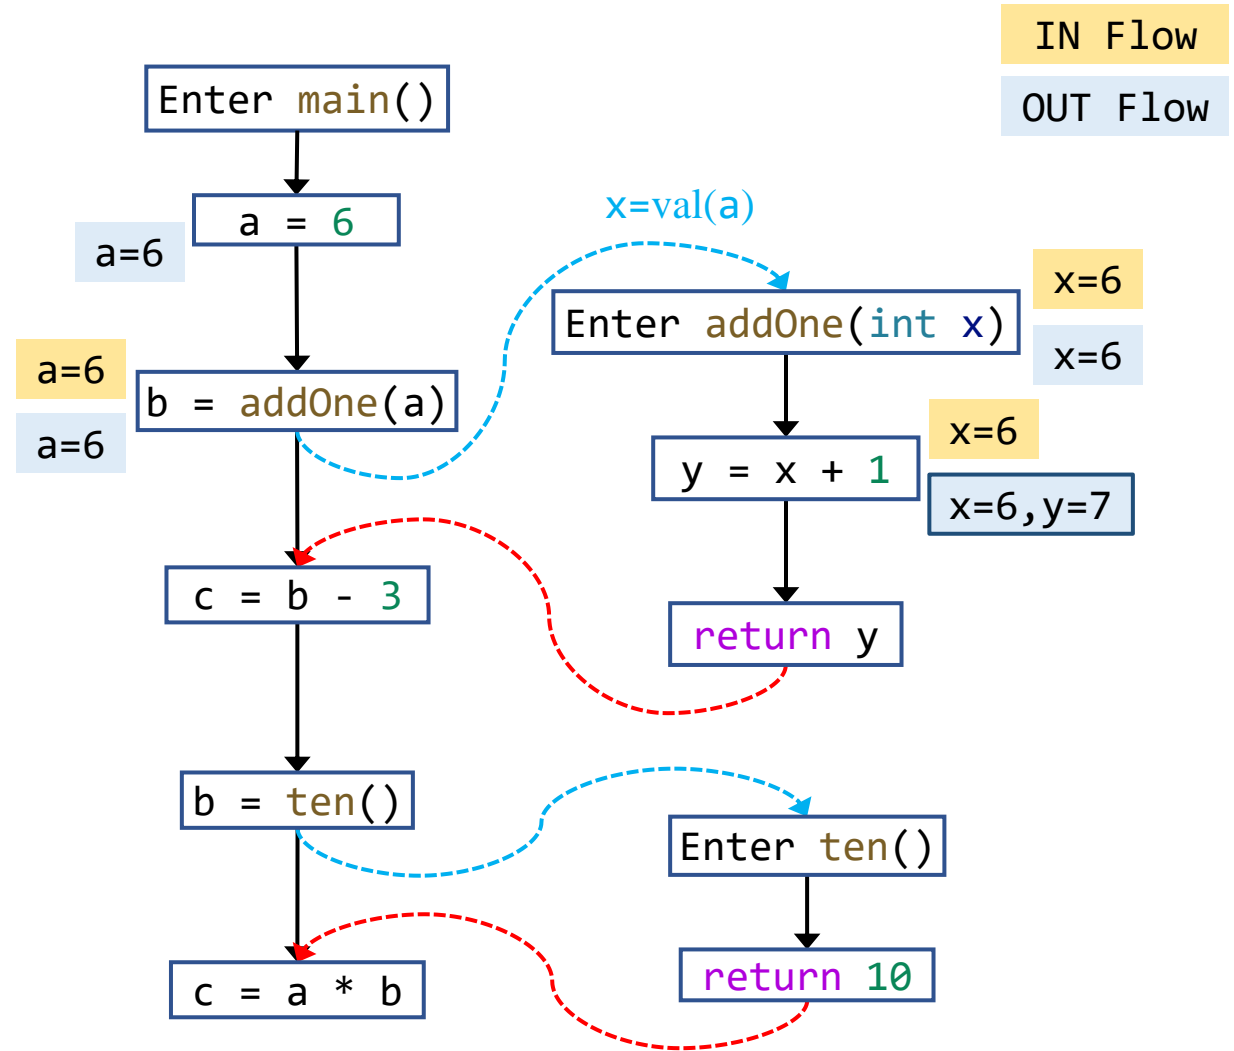 IN Flow
OUT Flow
Enter main()
a = 6
a=6
x=val(a)
Enter addOne(int x)
x=6
x=6
a=6
b = addOne(a)
a=6
x=6
y = x + 1
x=6,y=7
c = b - 3
return y
b = ten()
Enter ten()
return 10
c = a * b